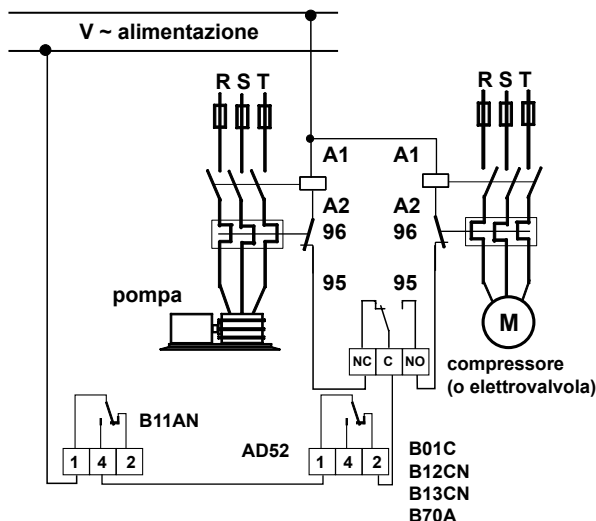 V ~ alimentazione
R S T
R S T
A1 A1
A2 A2
96 96
95 95
pompa
M
NC C NO
compressore
(o elettrovalvola)
B11AN
1 4 2
AD52
1 4 2
B01C
B12CN
B13CN
B70A